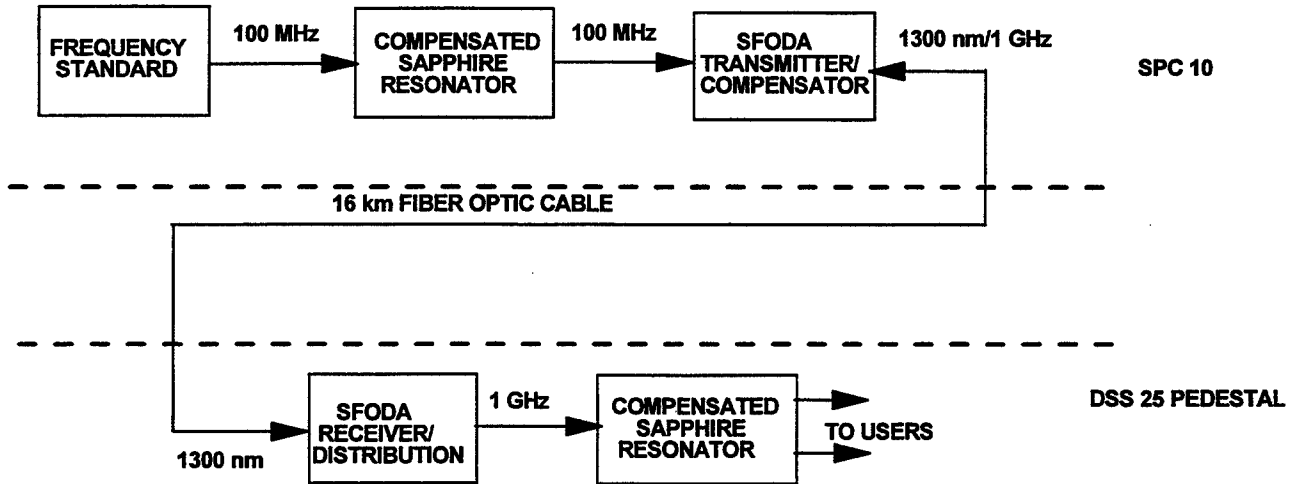 FREQUENCY
STANDARD
100 MHz
COMPENSATED
SAPPHIRE
RESONATOR
100 MHz
SFODA
TRANSMITTER/
COMPENSATOR
1300 nm/1 GHz
SPC 10
16 km FIBER OPTIC CABLE
SFODA
RECEIVER/
DISTRIBUTION
1300 nm
1 GHz
COMPENSATED
SAPPHIRE
RESONATOR
TO USERS
DSS 25 PEDESTAL